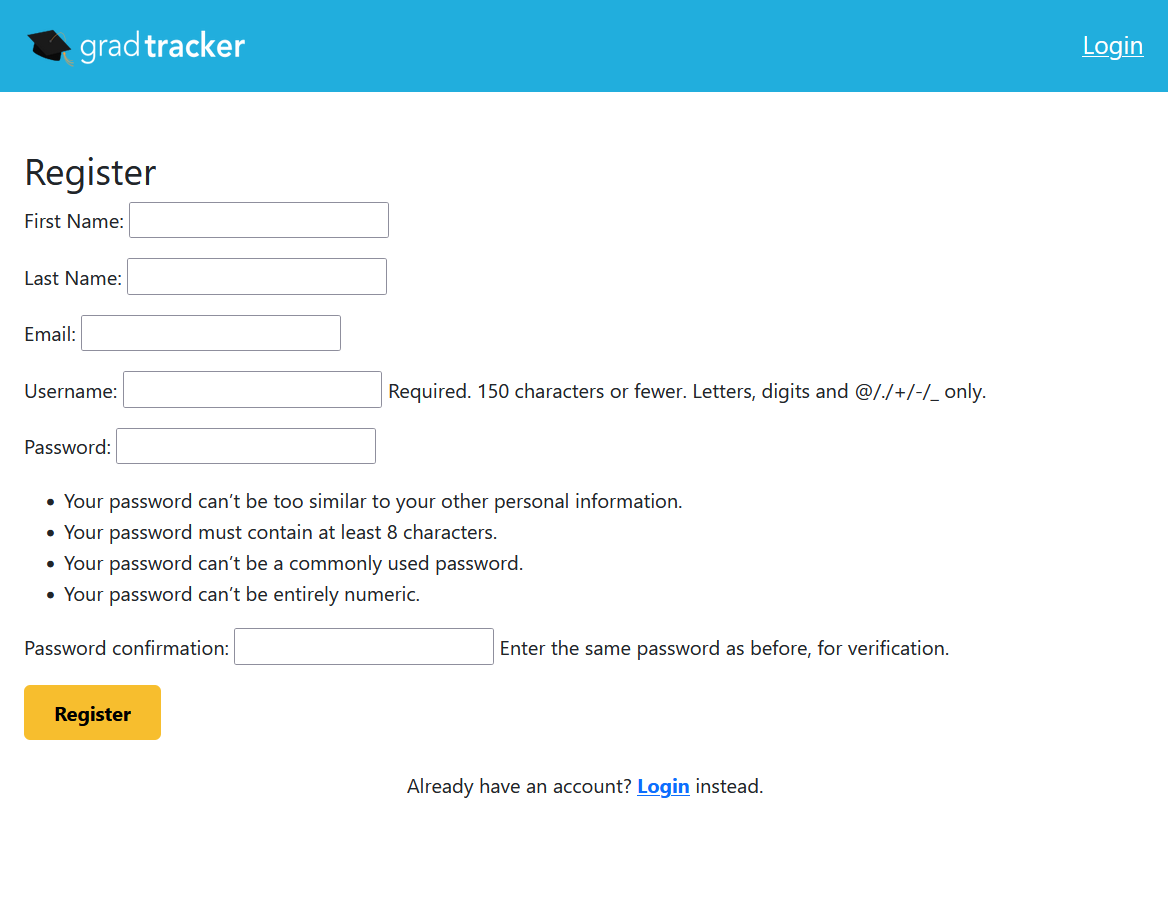 gradtracker
Login
Register
First Name:
Last Name:
Email:
Username: Required. 150 characters or fewer. Letters, digits and @/./+/-/_ only.
Password:
• Your password can’t be too similar to your other personal information.
• Your password must contain at least 8 characters.
• Your password can’t be a commonly used password.
• Your password can’t be entirely numeric.
Password confirmation: Enter the same password as before, for verification.
Register
Already have an account? Login instead.